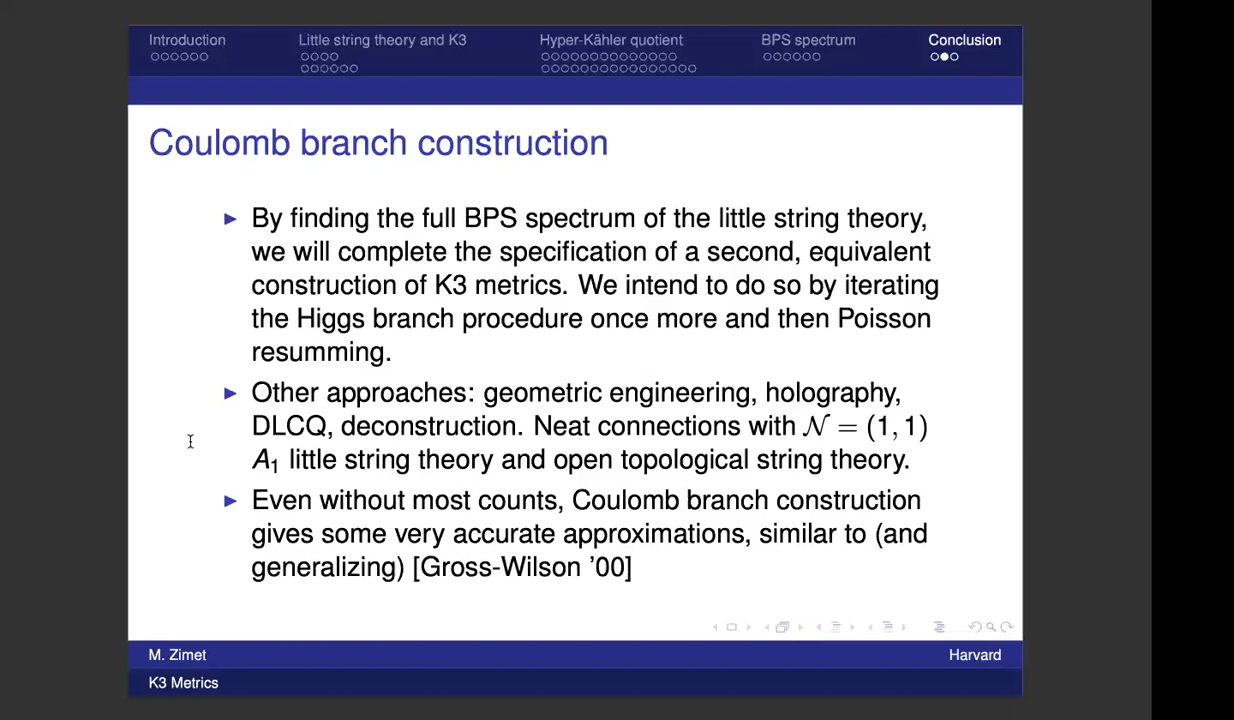 Introduction Little string theory and K3 Hyper-Kähler quotient BPS spectrum Conclusion
Coulomb branch construction
By finding the full BPS spectrum of the little string theory,
we will complete the specification of a second, equivalent
construction of K3 metrics. We intend to do so by iterating
the Higgs branch procedure once more and then Poisson
resumming.
Other approaches: geometric engineering, holography,
DLCQ, deconstruction. Neat connections with 𝒩 = (1, 1)
A₁ little string theory and open topological string theory.
Even without most counts, Coulomb branch construction
gives some very accurate approximations, similar to (and
generalizing) [Gross-Wilson ’00]
M. Zimet Harvard
K3 Metrics